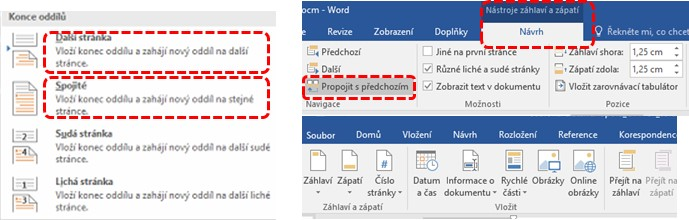 Konce oddílů
Další stránka
Vloží konec oddílu a zahájí nový oddíl na další
stránce.
Spojité
Vloží konec oddílu a zahájí nový oddíl na stejné
stránce.
Sudá stránka
Vloží konec oddílu a zahájí nový oddíl na další sudé
stránce.
Lichá stránka
Vloží konec oddílu a zahájí nový oddíl na další liché
stránce.
ocm - Word
Nástroje záhlaví a zápatí
Revize Zobrazení Doplňky Návrh Řekněte mi, co chcet
Předchozí
Další
Propojit s předchozím
Navigace
Jiné na první stránce
Různé liché a sudé stránky
Zobrazit text v dokumentu
Možnosti
Záhlaví shora: 1,25 cm
Zápatí zdola: 1,25 cm
Vložit zarovnávací tabulátor
Pozice
Soubor Domů Vložení Návrh Rozložení Reference Korespondenc
Záhlaví Zápatí Číslo stránky
Datum a čas Informace o dokumentu Rychlé části Obrázky Online obrázky
Přejít na záhlaví Přejít na zápatí
Záhlaví a zápatí Vložit